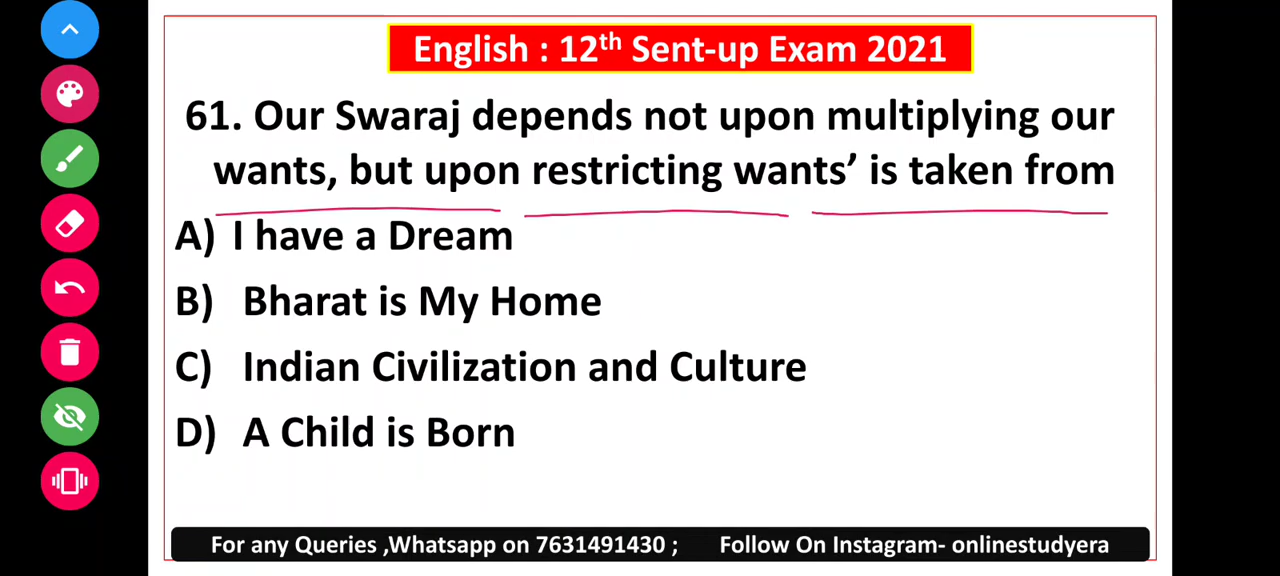 English : 12th Sent-up Exam 2021
61. Our Swaraj depends not upon multiplying our
wants, but upon restricting wants’ is taken from
A) I have a Dream
B) Bharat is My Home
C) Indian Civilization and Culture
D) A Child is Born
For any Queries ,Whatsapp on 7631491430 ; Follow On Instagram- onlinestudyera